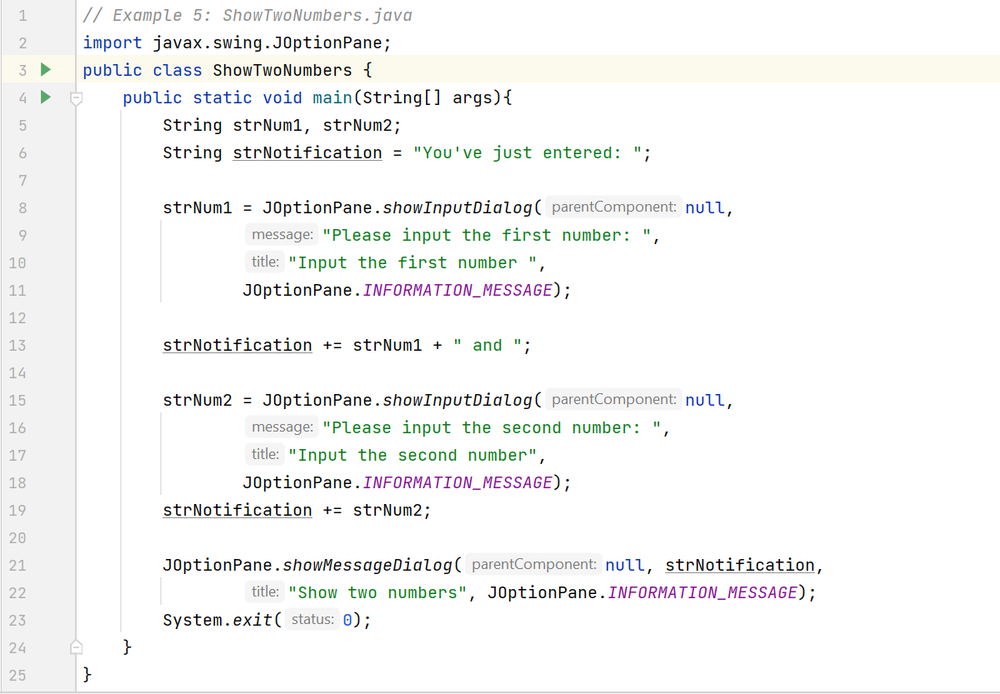 1 // Example 5: ShowTwoNumbers.java
2 import javax.swing.JOptionPane;
3 public class ShowTwoNumbers {
4 public static void main(String[] args){
5 String strNum1, strNum2;
6 String strNotification = "You've just entered: ";
7
8 strNum1 = JOptionPane.showInputDialog( parentComponent: null,
9 message: "Please input the first number: ",
10 title: "Input the first number ",
11 JOptionPane.INFORMATION_MESSAGE);
12
13 strNotification += strNum1 + " and ";
14
15 strNum2 = JOptionPane.showInputDialog( parentComponent: null,
16 message: "Please input the second number: ",
17 title: "Input the second number",
18 JOptionPane.INFORMATION_MESSAGE);
19 strNotification += strNum2;
20
21 JOptionPane.showMessageDialog( parentComponent: null, strNotification,
22 title: "Show two numbers", JOptionPane.INFORMATION_MESSAGE);
23 System.exit( status: 0);
24 }
25 }